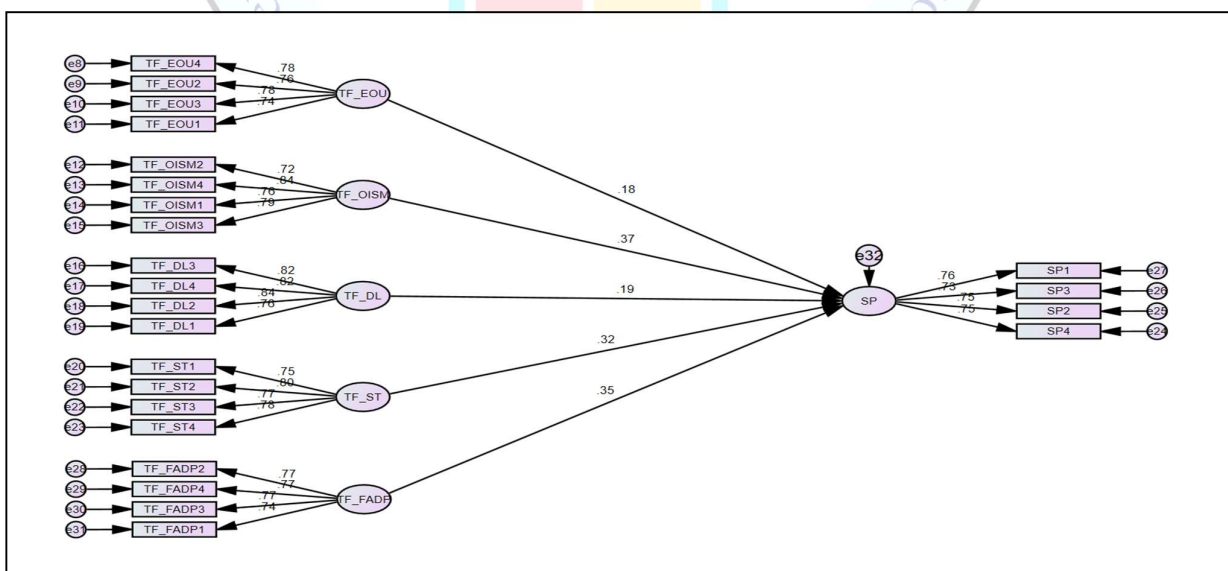 e8 TF_EOU4 .78
e9 TF_EOU2 .76
e10 TF_EOU3 .78
e11 TF_EOU1 .74
TF_EOU
.18
e12 TF_OISM2 .72
e13 TF_OISM4 .84
e14 TF_OISM1 .76
e15 TF_OISM3 .79
TF_OISM
.37
e16 TF_DL3 .82
e17 TF_DL4 .82
e18 TF_DL2 .84
e19 TF_DL1 .76
TF_DL
.19
e20 TF_ST1 .75
e21 TF_ST2 .80
e22 TF_ST3 .77
e23 TF_ST4 .78
TF_ST
.32
e28 TF_FADP2 .77
e29 TF_FADP4 .77
e30 TF_FADP3 .77
e31 TF_FADP1 .74
TF_FADP
.35
e32
SP
.76 SP1 e27
.73 SP3 e26
.75 SP2 e25
.75 SP4 e24